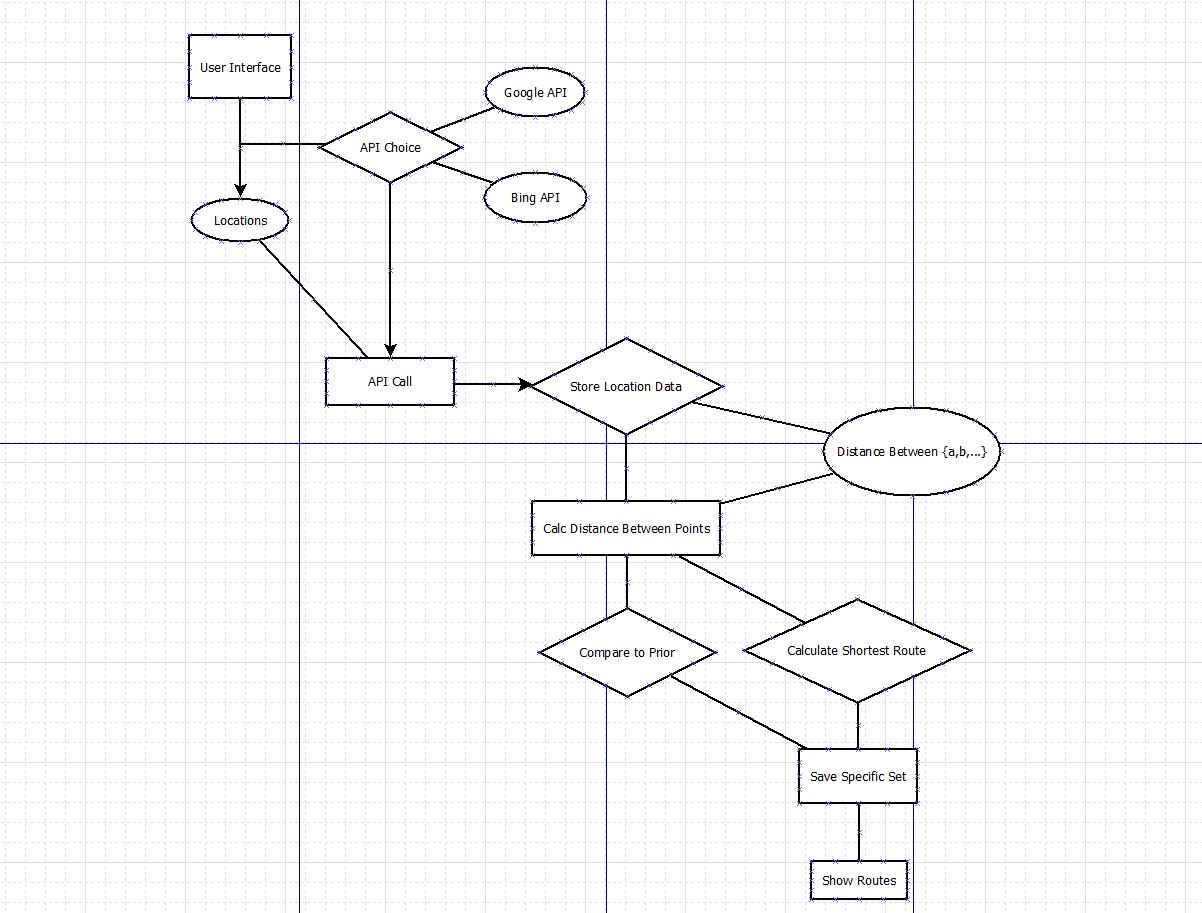 User Interface
Google API
API Choice
Bing API
Locations
API Call
Store Location Data
Distance Between {a,b,...}
Calc Distance Between Points
Compare to Prior
Calculate Shortest Route
Save Specific Set
Show Routes